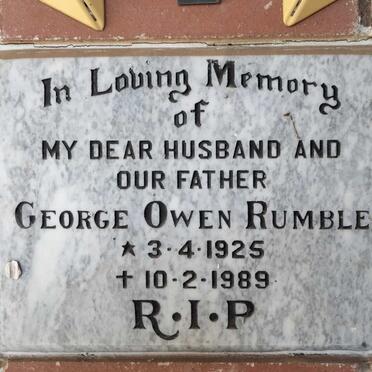 In Loving Memory
of
MY DEAR HUSBAND AND
OUR FATHER
GEORGE OWEN RUMBLE
★ 3·4·1925
✝ 10·2·1989
R·I·P